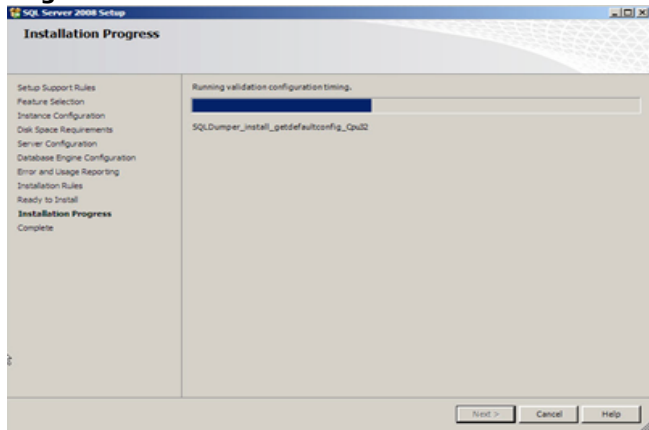 SQL Server 2008 Setup
Installation Progress
Setup Support Rules
Feature Selection
Instance Configuration
Disk Space Requirements
Server Configuration
Database Engine Configuration
Error and Usage Reporting
Installation Rules
Ready to Install
Installation Progress
Complete
Running validation configuration timing.
SQLDumper_install_getdefaultconfig_Cpu32
Next >
Cancel
Help